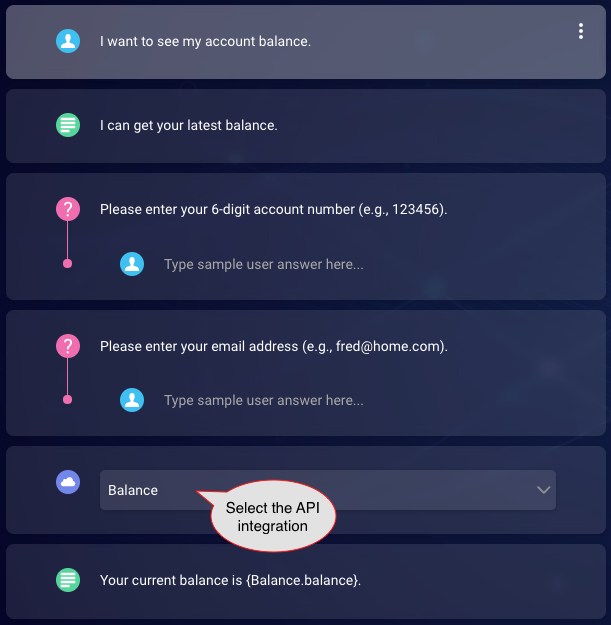 I want to see my account balance.
I can get your latest balance.
? Please enter your 6-digit account number (e.g., 123456).
Type sample user answer here...
? Please enter your email address (e.g., fred@home.com).
Type sample user answer here...
Balance
Select the API
integration
Your current balance is {Balance.balance}.